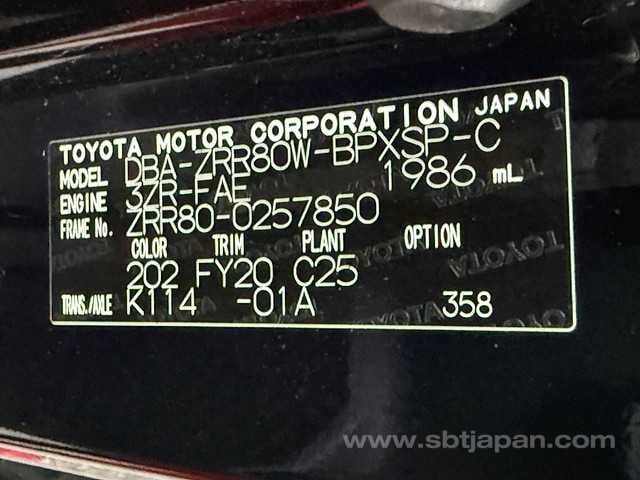 TOYOTA MOTOR CORPORATION JAPAN
MODEL DBA-ZRR80W-BPXSP-C
ENGINE 3ZR-FAE 1986 mL
FRAME No. ZRR80-0257850
COLOR TRIM PLANT OPTION
202 FY20 C25
TRANS./AXLE K114 -01A 358
www.sbtjapan.com